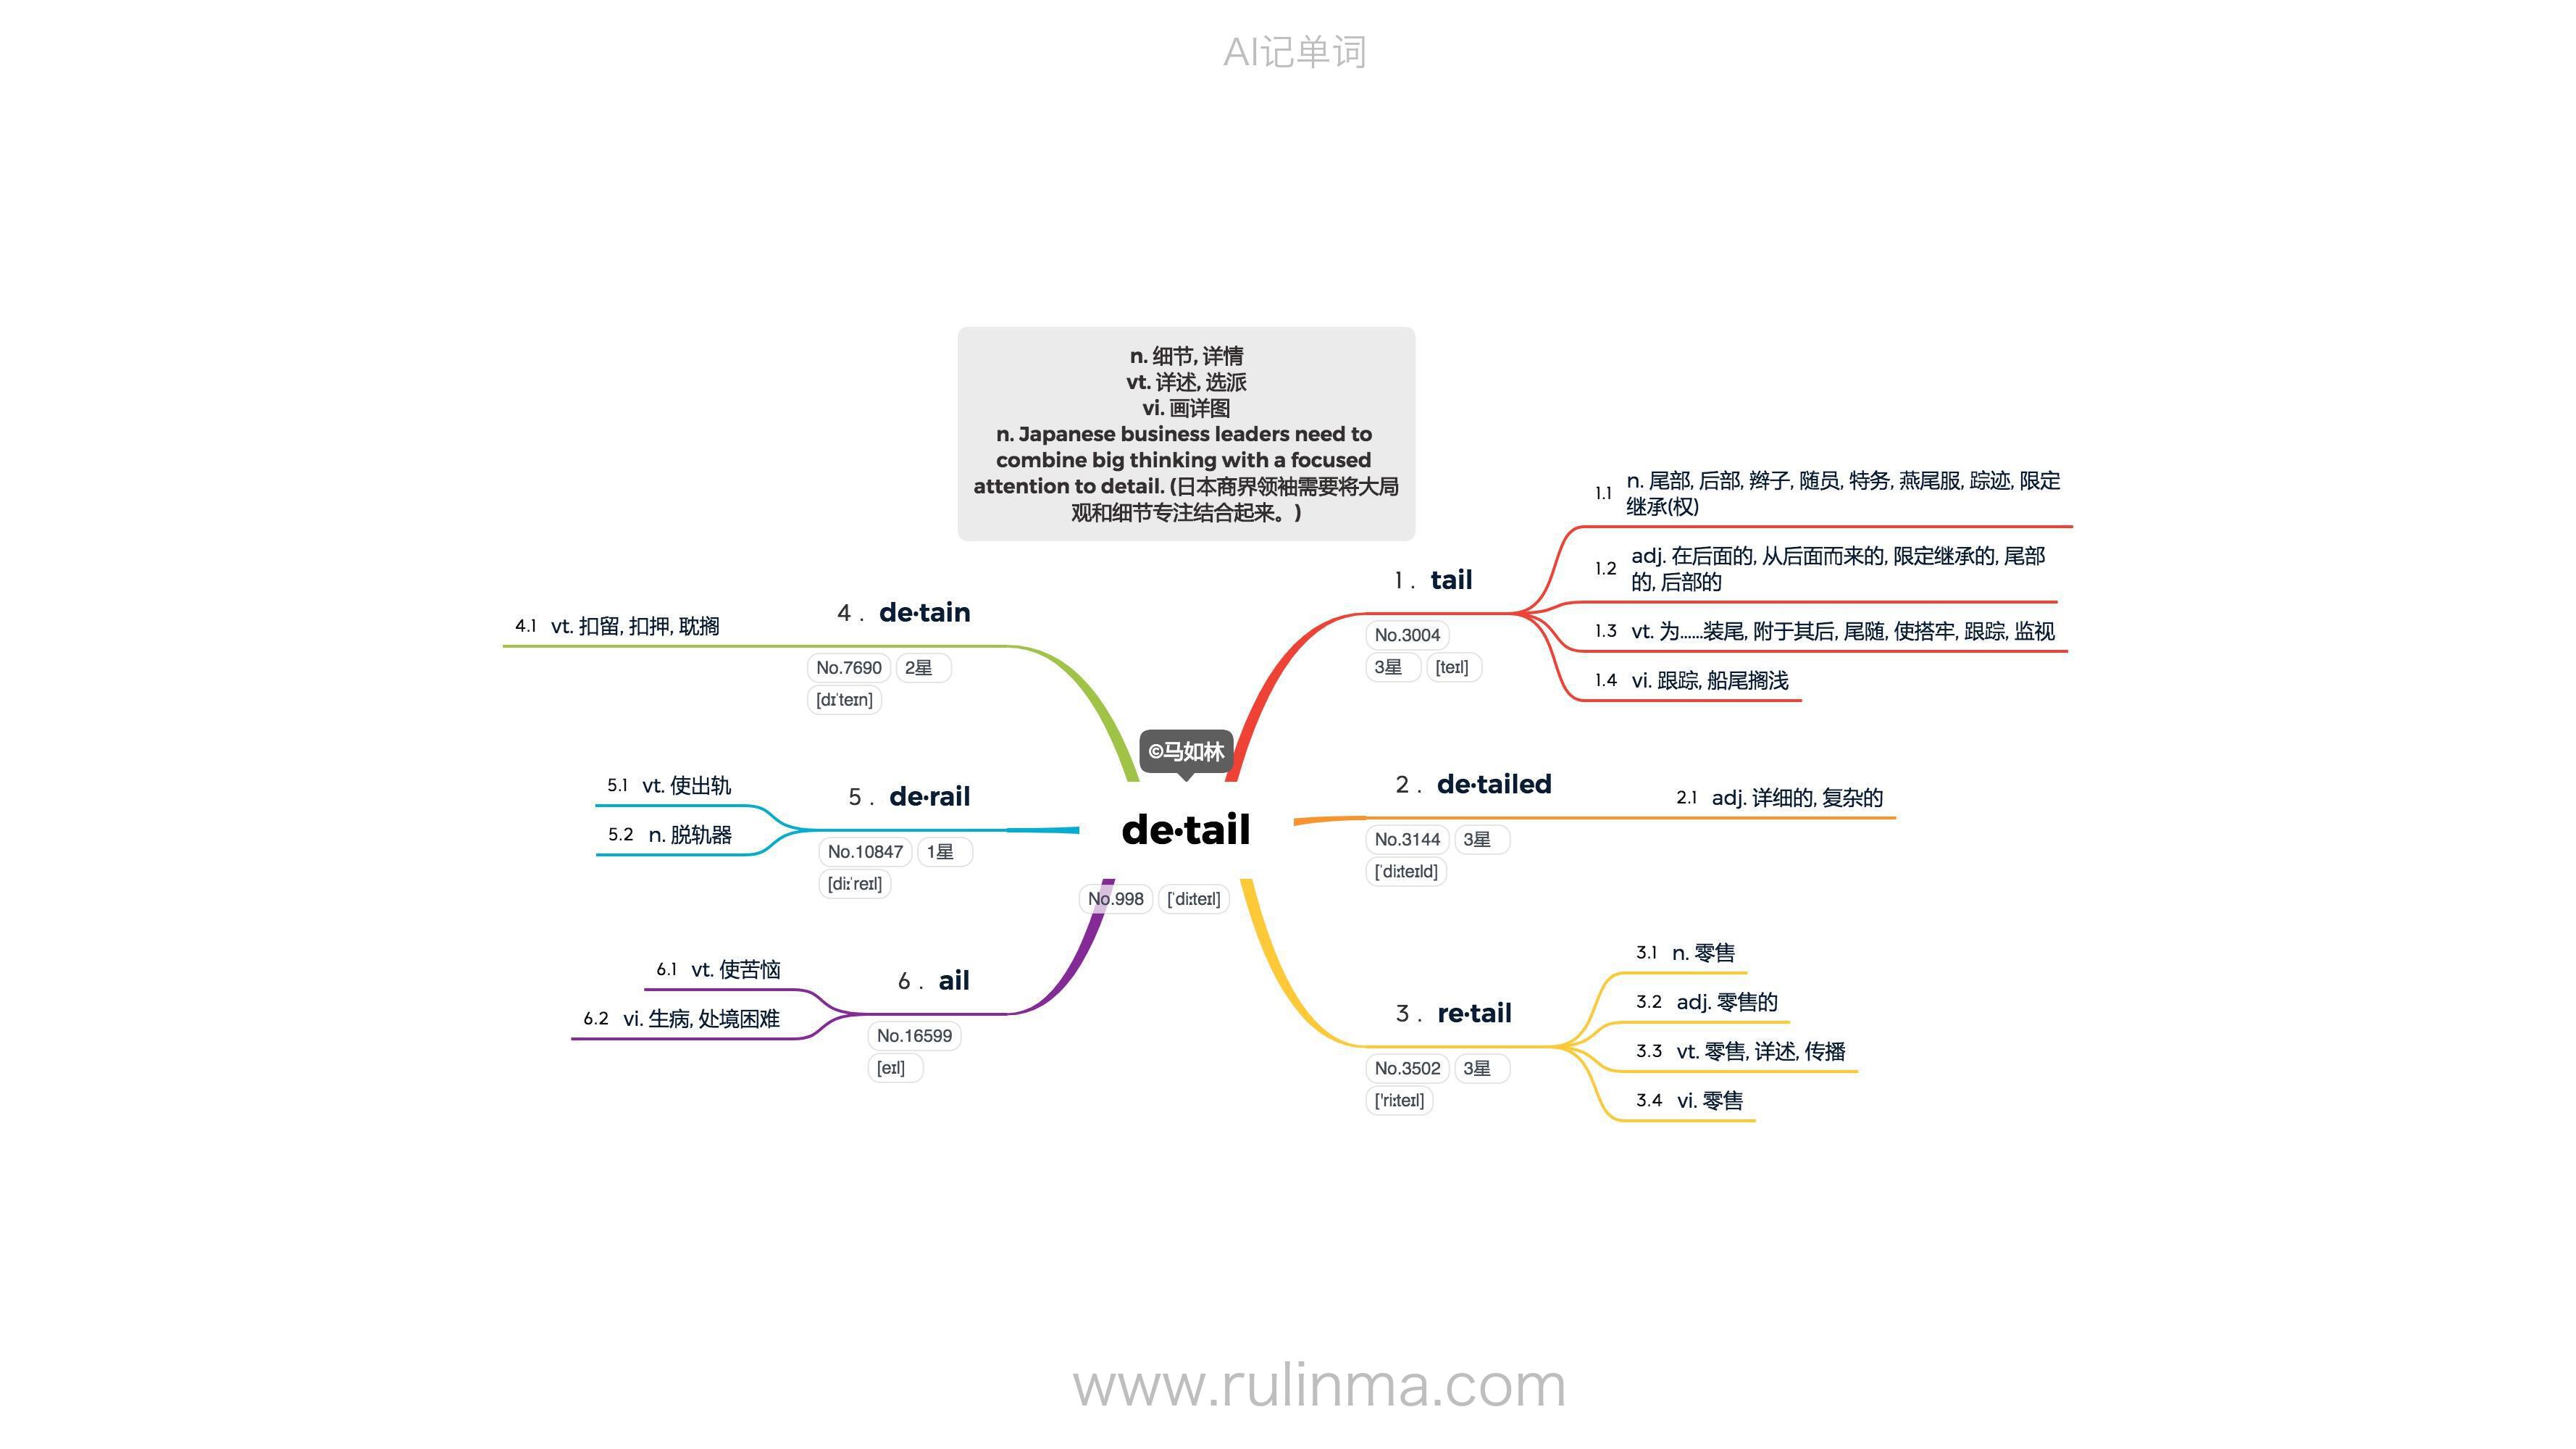 AI记单词
n. 细节, 详情
vt. 详述, 选派
vi. 画详图
n. Japanese business leaders need to
combine big thinking with a focused
attention to detail. (日本商界领袖需要将大局
观和细节专注结合起来。)
©马如林
de·tail
No.998 [ˈdiːteɪl]
1 . tail
No.3004
3星 [teɪl]
1.1 n. 尾部, 后部, 辫子, 随员, 特务, 燕尾服, 踪迹, 限定
继承(权)
1.2 adj. 在后面的, 从后面而来的, 限定继承的, 尾部
的, 后部的
1.3 vt. 为......装尾, 附于其后, 尾随, 使搭牢, 跟踪, 监视
1.4 vi. 跟踪, 船尾搁浅
2 . de·tailed
No.3144 3星
[ˈdiːteɪld]
2.1 adj. 详细的, 复杂的
3 . re·tail
No.3502 3星
['riːteɪl]
3.1 n. 零售
3.2 adj. 零售的
3.3 vt. 零售, 详述, 传播
3.4 vi. 零售
4 . de·tain
No.7690 2星
[dɪˈteɪn]
4.1 vt. 扣留, 扣押, 耽搁
5 . de·rail
No.10847 1星
[diːˈreɪl]
5.1 vt. 使出轨
5.2 n. 脱轨器
6 . ail
No.16599
[eɪl]
6.1 vt. 使苦恼
6.2 vi. 生病, 处境困难
www.rulinma.com